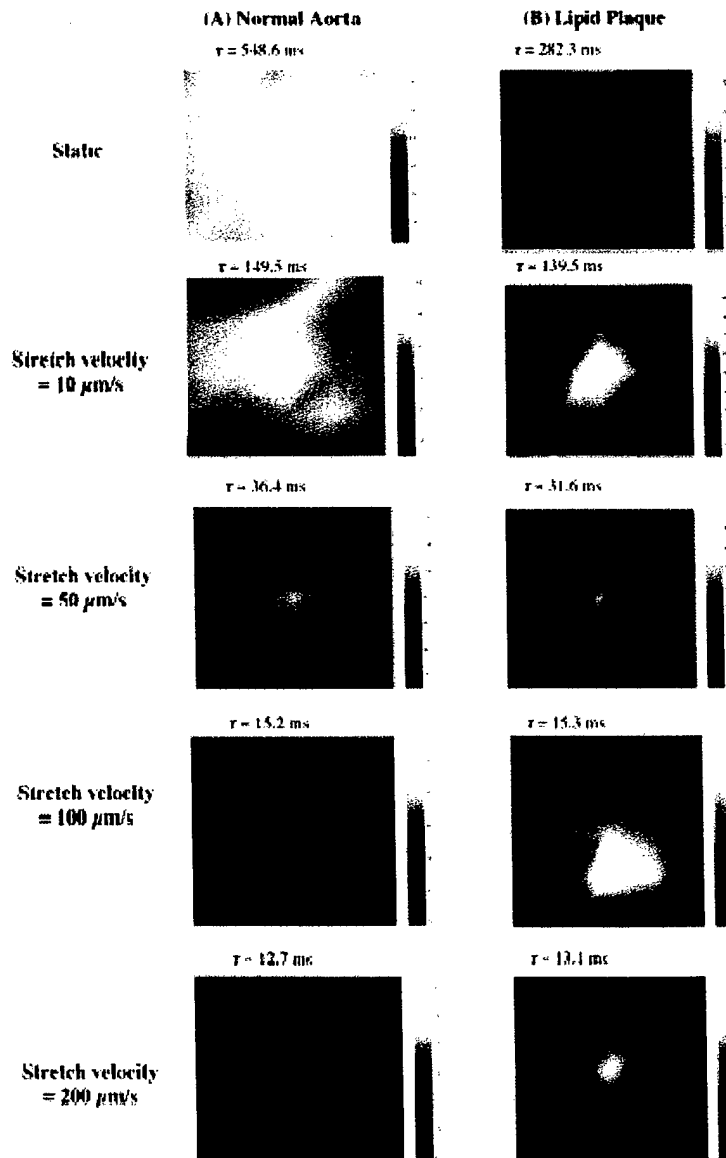 (A) Normal Aorta
(B) Lipid Plaque
τ = 548.6 ms
τ = 282.3 ms
Static
τ = 149.5 ms
τ = 139.5 ms
Stretch velocity
= 10 μm/s
τ = 36.4 ms
τ = 31.6 ms
Stretch velocity
= 50 μm/s
τ = 15.2 ms
τ = 15.3 ms
Stretch velocity
= 100 μm/s
τ = 12.7 ms
τ = 13.1 ms
Stretch velocity
= 200 μm/s